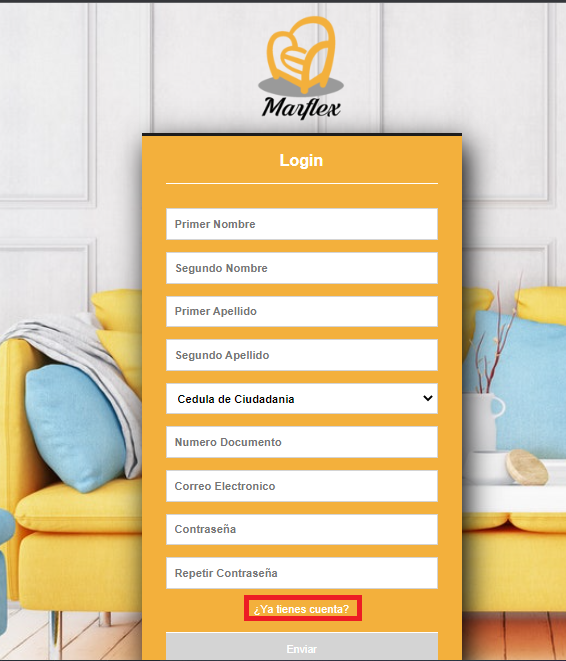 Marflex
Login
Primer Nombre
Segundo Nombre
Primer Apellido
Segundo Apellido
Cedula de Ciudadania
Numero Documento
Correo Electronico
Contraseña
Repetir Contraseña
¿Ya tienes cuenta?
Enviar